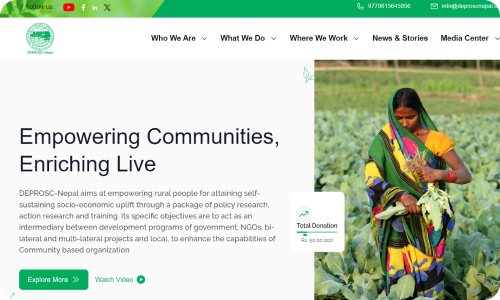 Follow us :
9779815045856
Who We Are
What We Do
Where We Work
News & Stories
Media Center
DEPROSC-Nepal
Empowering Communities,
Enriching Live
DEPROSC-Nepal aims at empowering rural people for attaining self-
sustaining socio-economic uplift through a package of policy research,
action research and training. Its specific objectives are to act as an
intermediary between development programs of government, NGOs, bi-
lateral and multi-lateral projects and local, to enhance the capabilities of
Community based organization
Total Donation
Rs. 50,00,000
Explore More
Watch Video